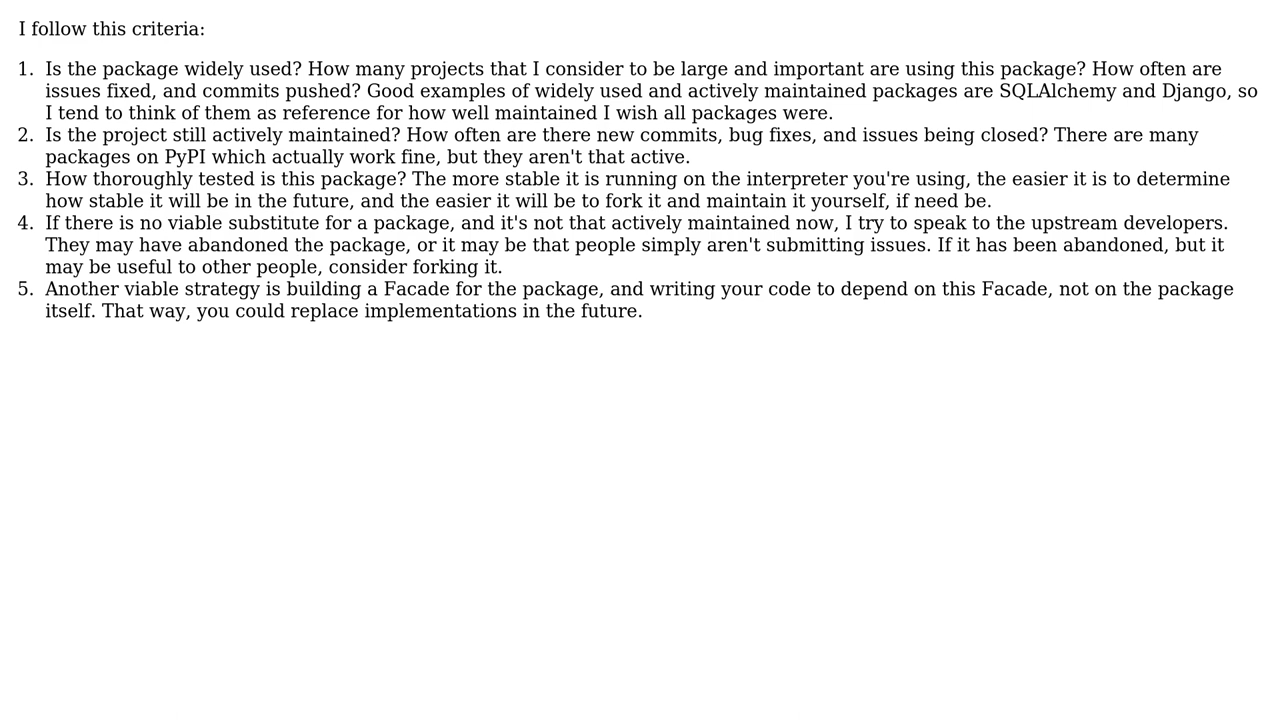 I follow this criteria:
1. Is the package widely used? How many projects that I consider to be large and important are using this package? How often are
issues fixed, and commits pushed? Good examples of widely used and actively maintained packages are SQLAlchemy and Django, so
I tend to think of them as reference for how well maintained I wish all packages were.
2. Is the project still actively maintained? How often are there new commits, bug fixes, and issues being closed? There are many
packages on PyPI which actually work fine, but they aren't that active.
3. How thoroughly tested is this package? The more stable it is running on the interpreter you're using, the easier it is to determine
how stable it will be in the future, and the easier it will be to fork it and maintain it yourself, if need be.
4. If there is no viable substitute for a package, and it's not that actively maintained now, I try to speak to the upstream developers.
They may have abandoned the package, or it may be that people simply aren't submitting issues. If it has been abandoned, but it
may be useful to other people, consider forking it.
5. Another viable strategy is building a Facade for the package, and writing your code to depend on this Facade, not on the package
itself. That way, you could replace implementations in the future.